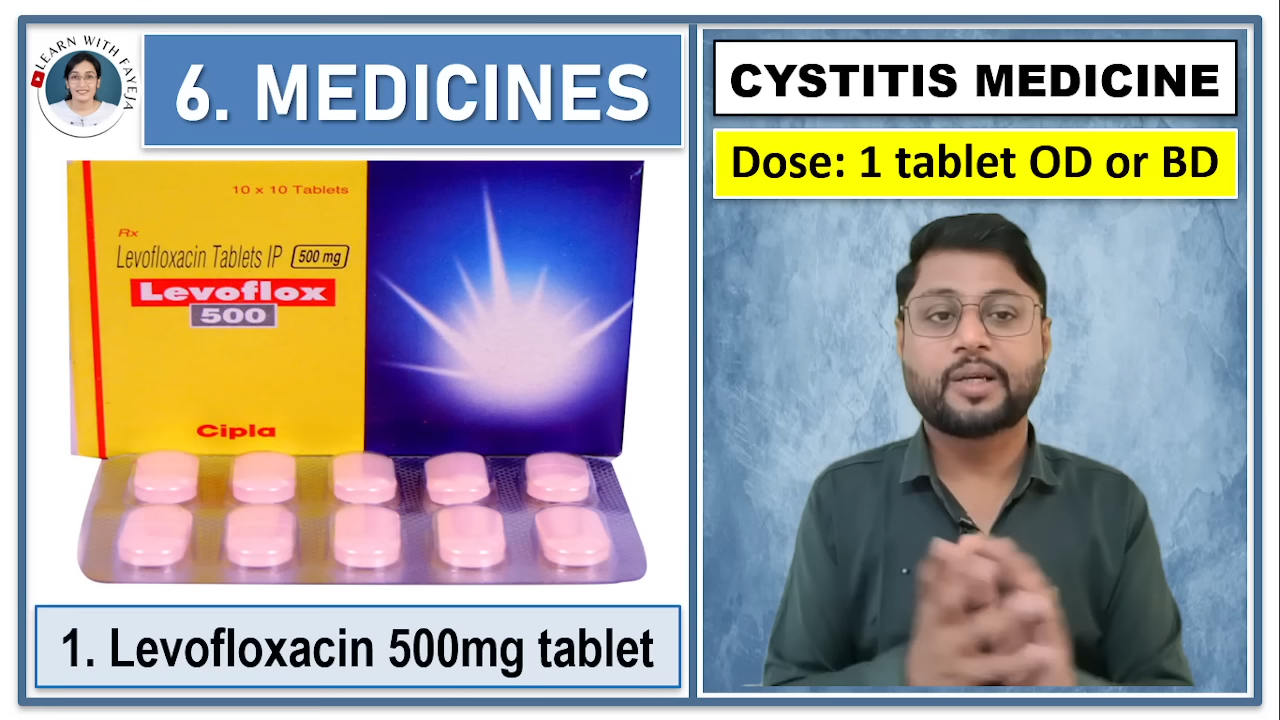 LEARN WITH FAYEJA
6. MEDICINES
10 x 10 Tablets
Rx
Levofloxacin Tablets IP 500 mg
Levoflox
500
Cipla
1. Levofloxacin 500mg tablet
CYSTITIS MEDICINE
Dose: 1 tablet OD or BD